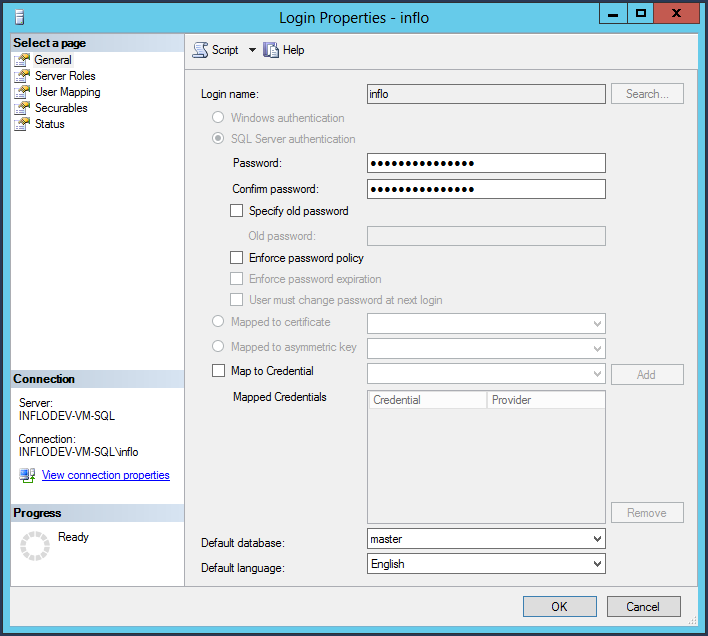 Login Properties - inflo
Select a page
General
Server Roles
User Mapping
Securables
Status
Connection
Server:
INFLODEV-VM-SQL
Connection:
INFLODEV-VM-SQL\inflo
View connection properties
Progress
Ready
Script Help
Login name: inflo Search...
Windows authentication
SQL Server authentication
Password: ●●●●●●●●●●●●●●●
Confirm password: ●●●●●●●●●●●●●●●
Specify old password
Old password:
Enforce password policy
Enforce password expiration
User must change password at next login
Mapped to certificate
Mapped to asymmetric key
Map to Credential Add
Mapped Credentials Credential Provider
Remove
Default database: master
Default language: English
OK Cancel